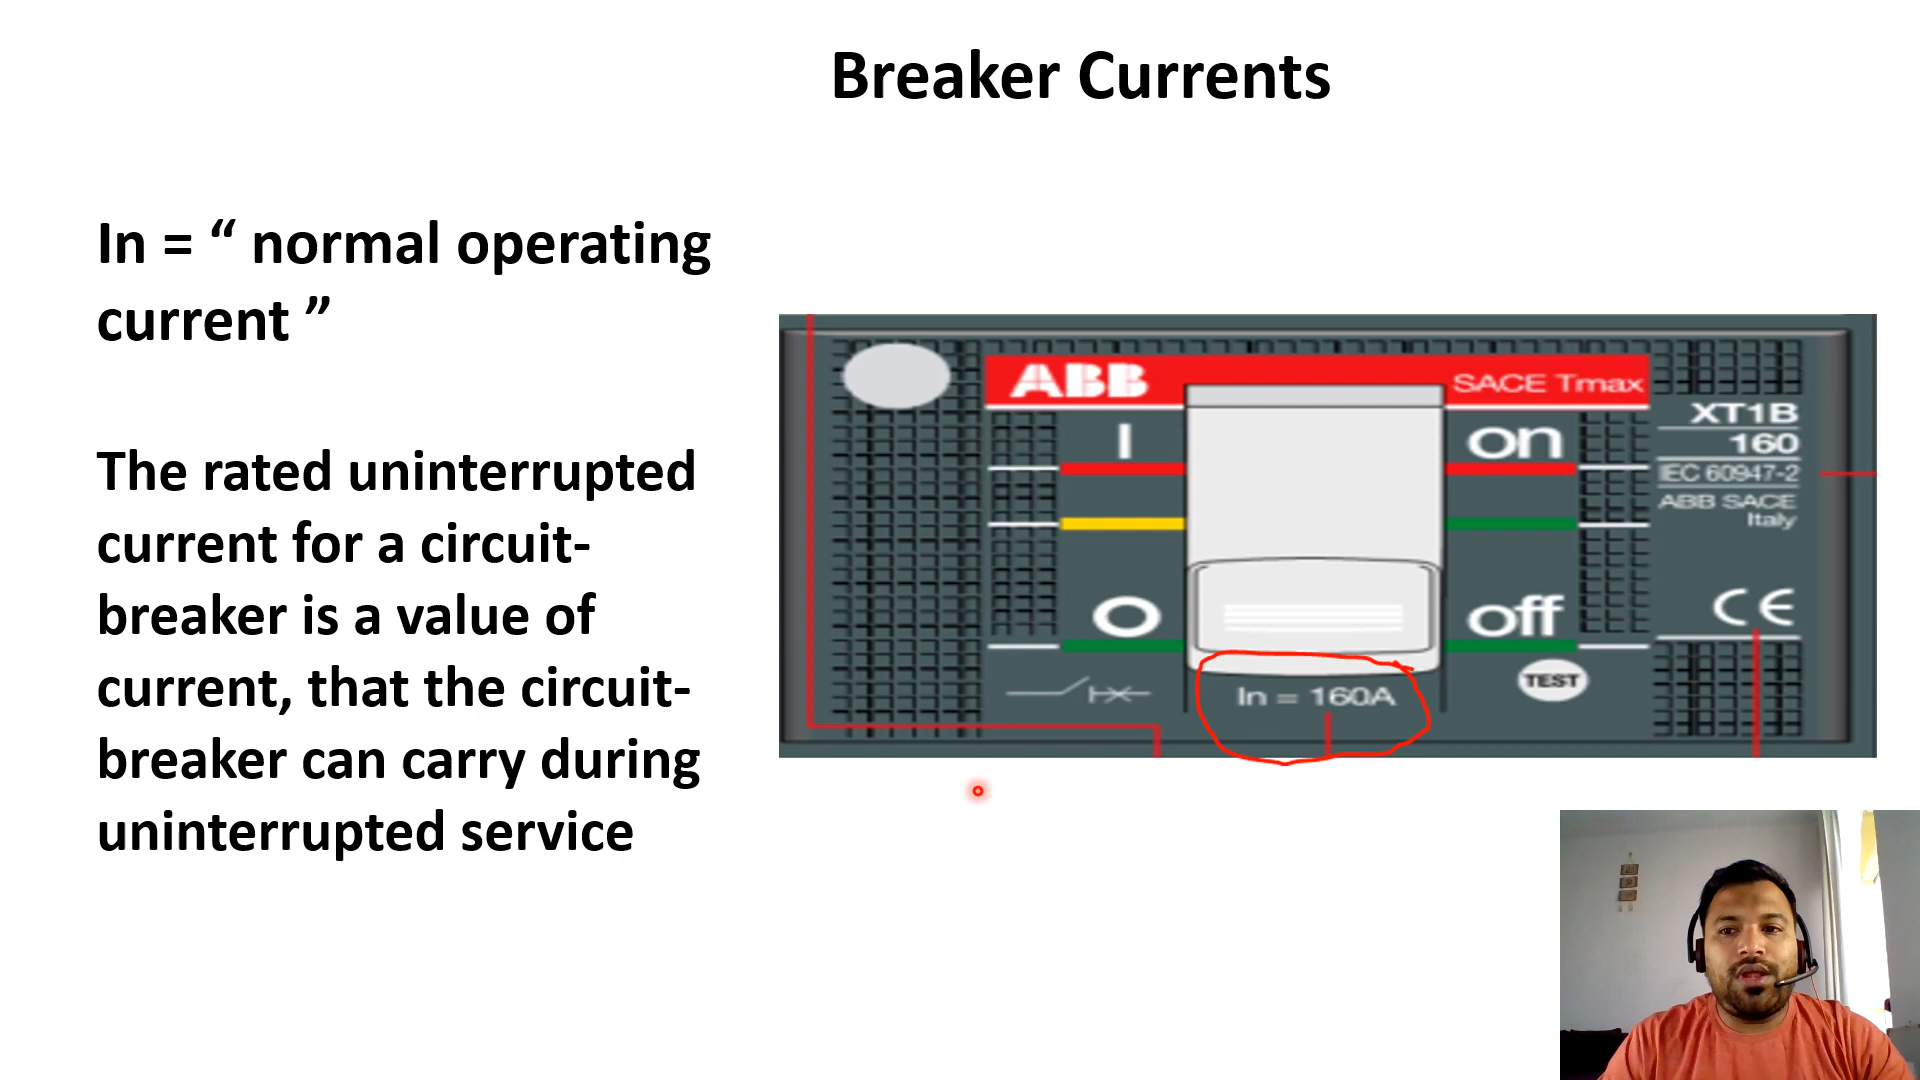 Breaker Currents
In = “ normal operating
current ”
The rated uninterrupted
current for a circuit-
breaker is a value of
current, that the circuit-
breaker can carry during
uninterrupted service
ABB
SACE Tmax
I
on
XT1B
160
IEC 60947-2
ABB SACE
Italy
O
off
CE
In = 160A
TEST